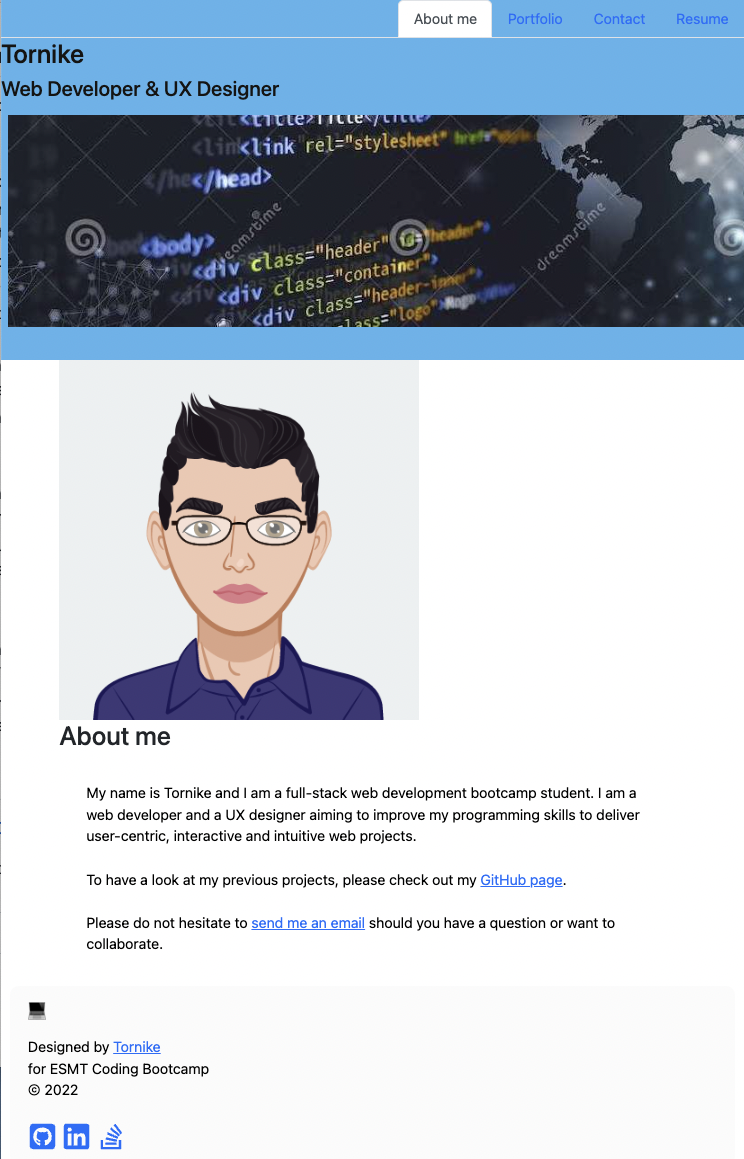 About me Portfolio Contact Resume
Tornike
Web Developer & UX Designer
<title>Title</title>
<link rel="stylesheet" href=
</head>
<body>
<div class="header" id="header">
<div class="container">
<div class="header-inner">
<div class="logo">
class=
dreamstime
dreamstime
About me
My name is Tornike and I am a full-stack web development bootcamp student. I am a
web developer and a UX designer aiming to improve my programming skills to deliver
user-centric, interactive and intuitive web projects.
To have a look at my previous projects, please check out my GitHub page.
Please do not hesitate to send me an email should you have a question or want to
collaborate.
Designed by Tornike
for ESMT Coding Bootcamp
© 2022
in